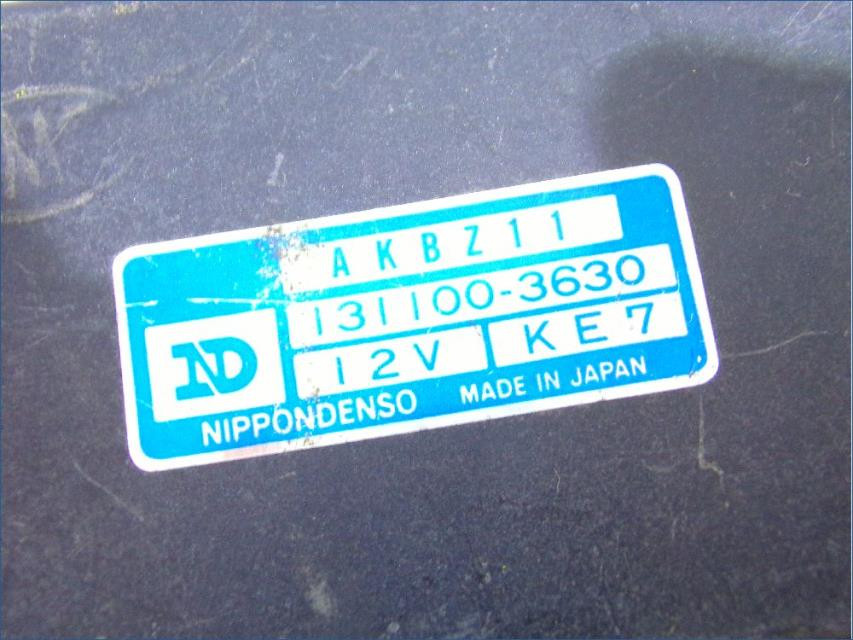 AKBZ11
131100-3630
12V KE7
ND
NIPPONDENSO MADE IN JAPAN